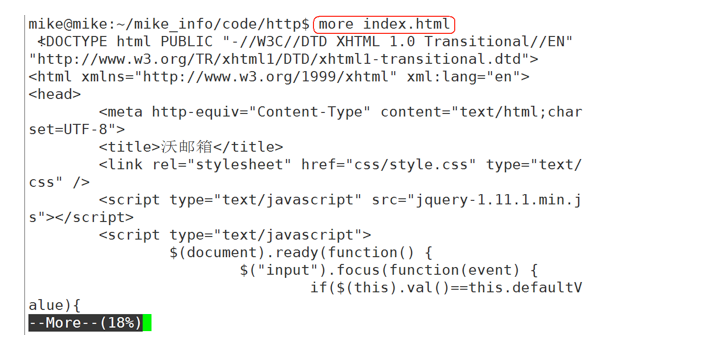 mike@mike:~/mike_info/code/http$ more index.html
<!DOCTYPE html PUBLIC "-//W3C//DTD XHTML 1.0 Transitional//EN"
"http://www.w3.org/TR/xhtml1/DTD/xhtml1-transitional.dtd">
<html xmlns="http://www.w3.org/1999/xhtml" xml:lang="en">
<head>
        <meta http-equiv="Content-Type" content="text/html;char
set=UTF-8">
        <title>沃邮箱</title>
        <link rel="stylesheet" href="css/style.css" type="text/
css" />
        <script type="text/javascript" src="jquery-1.11.1.min.j
s"></script>
        <script type="text/javascript">
                $(document).ready(function() {
                        $("input").focus(function(event) {
                                if($(this).val()==this.defaultV
alue){
--More--(18%)